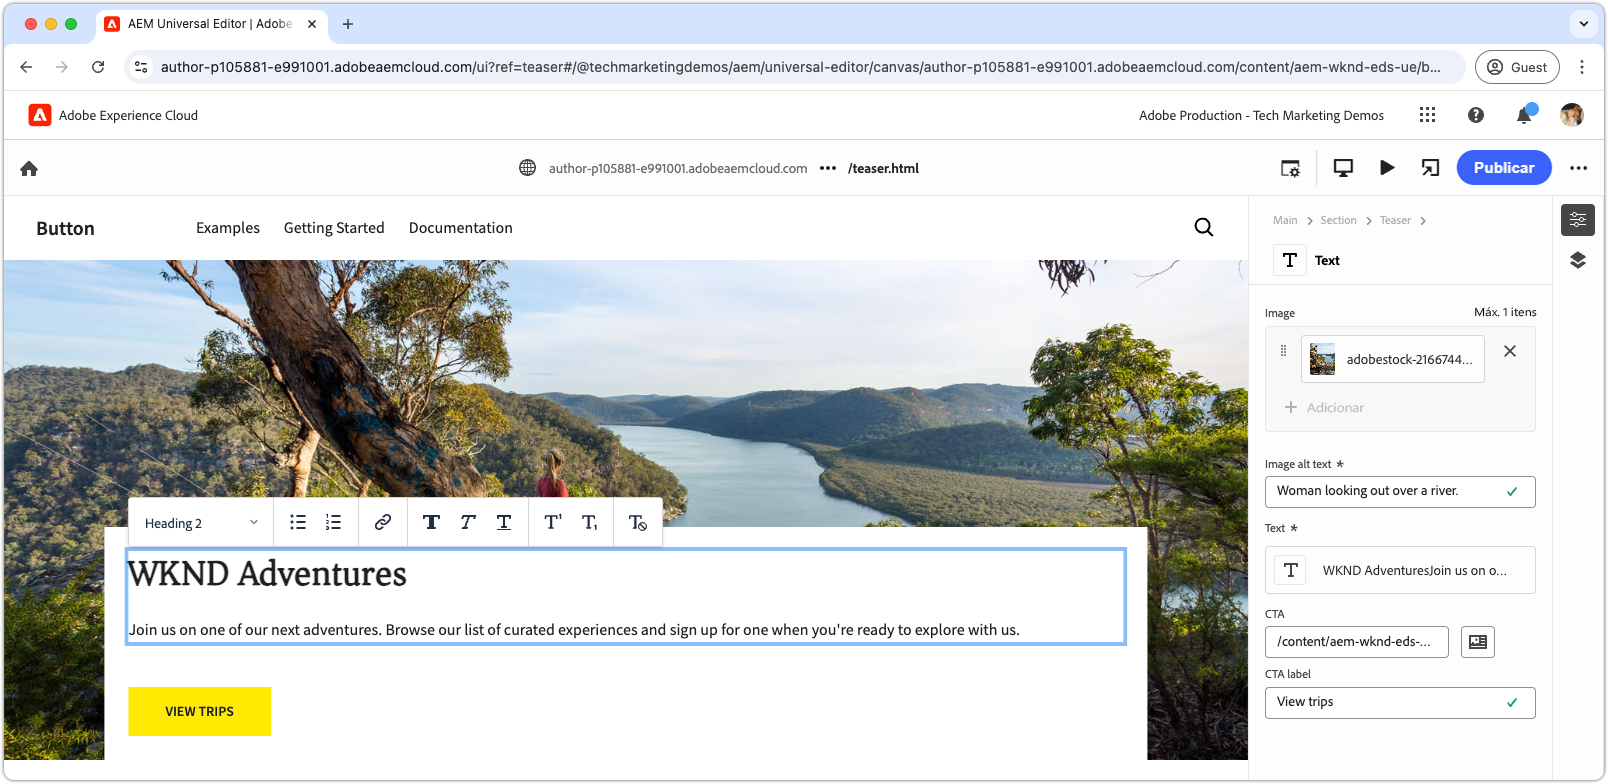 AEM Universal Editor | Adobe
author-p105881-e991001.adobeaemcloud.com/ui?ref=teaser#/@techmarketingdemos/aem/universal-editor/canvas/author-p105881-e991001.adobeaemcloud.com/content/aem-wknd-eds-ue/b...
Guest
Adobe Experience Cloud
Adobe Production - Tech Marketing Demos
author-p105881-e991001.adobeaemcloud.com ••• /teaser.html
Publicar
Button
Examples
Getting Started
Documentation
Main > Section > Teaser >
Text
Image
Máx. 1 itens
adobestock-2166744...
Adicionar
Image alt text *
Woman looking out over a river.
Text *
WKND AdventuresJoin us on o...
CTA
/content/aem-wknd-eds-...
CTA label
View trips
Heading 2
WKND Adventures
Join us on one of our next adventures. Browse our list of curated experiences and sign up for one when you're ready to explore with us.
VIEW TRIPS